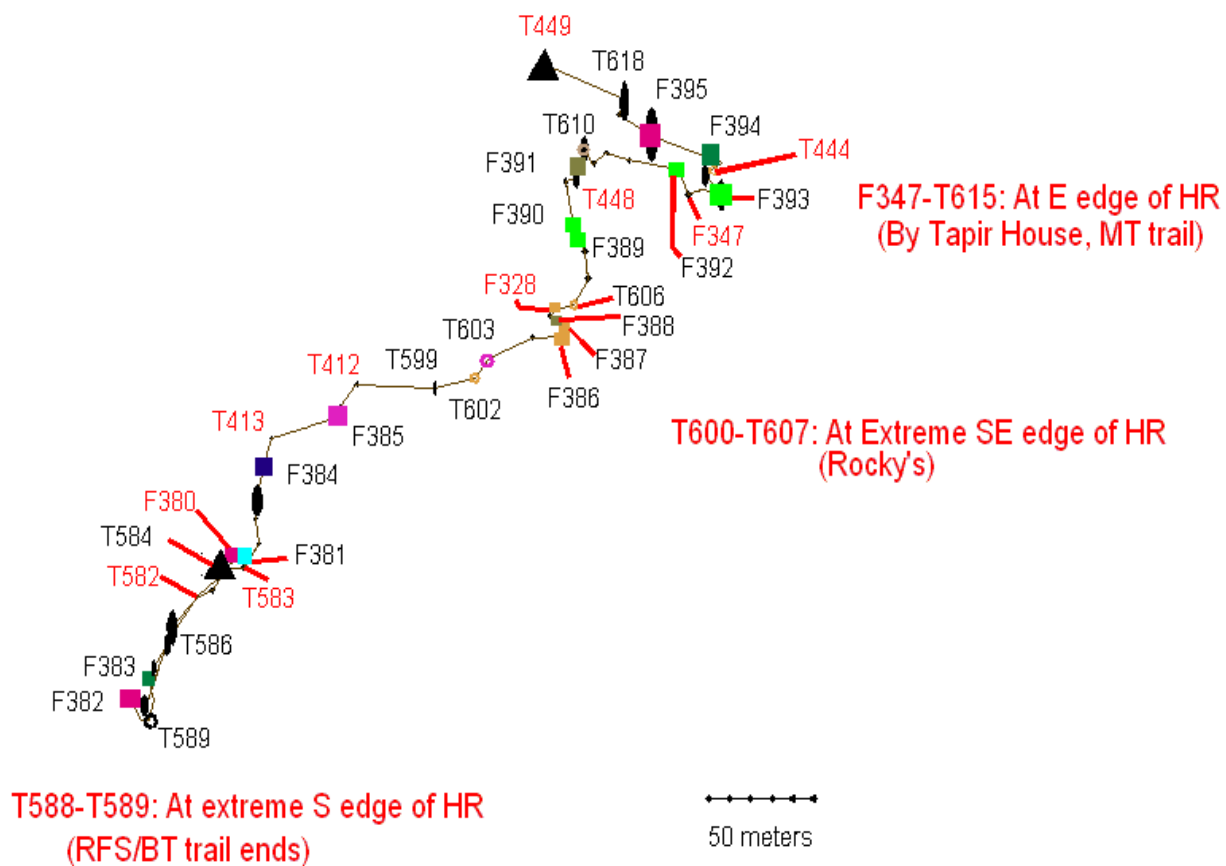 T449
T618
F395
T610
F394
T444
F391
T448
F393
F347-T615: At E edge of HR
(By Tapir House, MT trail)
F390
F389
F347
F392
F328
T606
F388
T603
F387
T599
T412
F386
T602
T413
F385
T600-T607: At Extreme SE edge of HR
(Rocky's)
F384
F380
T584
F381
T582
T583
T586
F383
F382
T589
T588-T589: At extreme S edge of HR
(RFS/BT trail ends)
50 meters